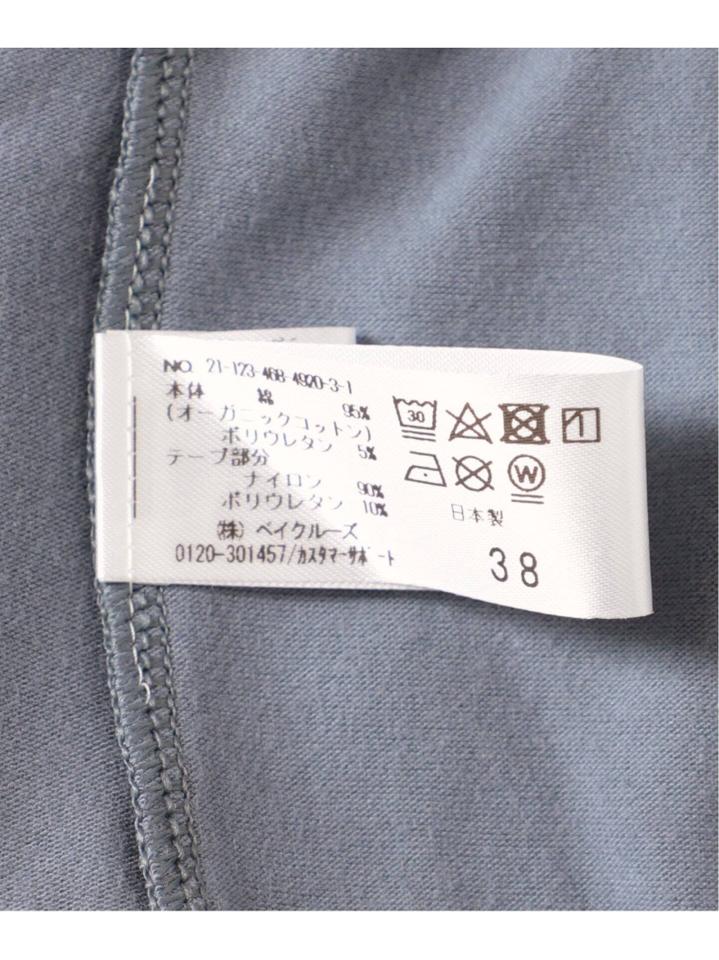 NO. 21-123-468-4920-3-1
本体 綿 95%
(オーガニックコットン)
ポリウレタン 5%
テープ部分
ナイロン 90%
ポリウレタン 10%
(株) ベイクルーズ
0120-301457/カスタマーサポート
30
W
日本製
38